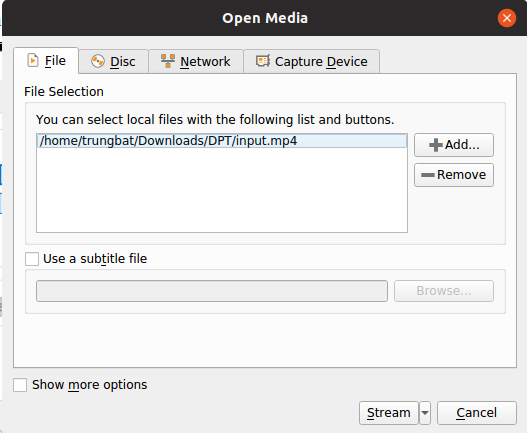 Open Media
File
Disc
Network
Capture Device
File Selection
You can select local files with the following list and buttons.
/home/trungbat/Downloads/DPT/input.mp4
Add...
Remove
Use a subtitle file
Browse...
Show more options
Stream
Cancel